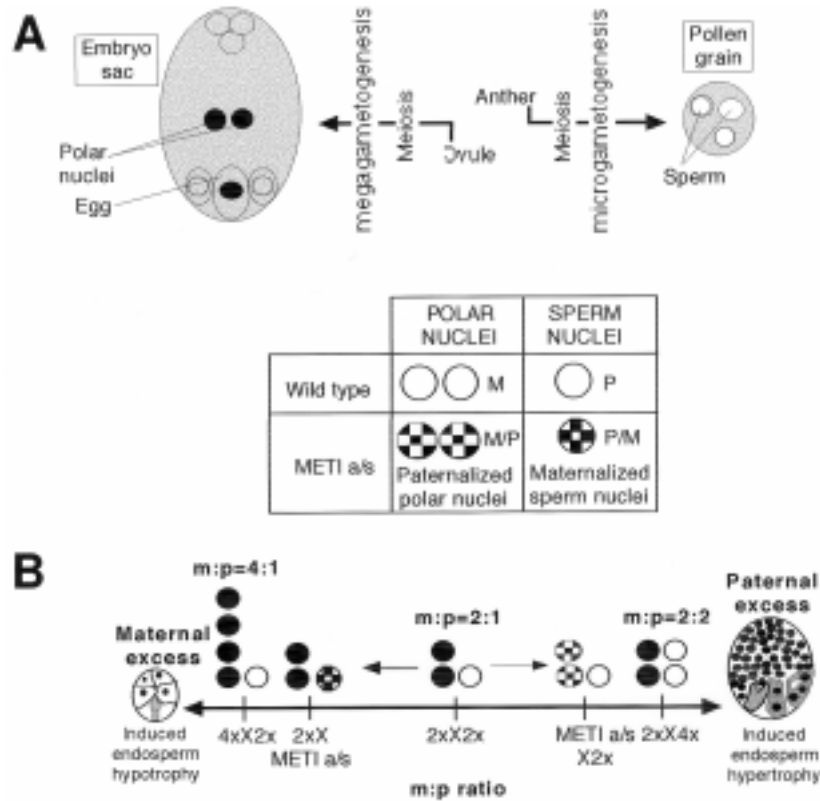 A
Embryo
sac
Polar
nuclei
Egg
megagametogenesis
Meiosis
Ovule
Anther
Meiosis
microgametogenesis
Pollen
grain
Sperm
POLAR
NUCLEI
SPERM
NUCLEI
Wild type
M
P
METI a/s
M/P
Paternalized
polar nuclei
P/M
Maternalized
sperm nuclei
B
m:p=4:1
Maternal
excess
m:p=2:1
m:p=2:2
Paternal
excess
Induced
endosperm
hypotrophy
4xX2x
2xX
METI a/s
2xX2x
METI a/s
X2x
2xX4x
Induced
endosperm
hypertrophy
m:p ratio